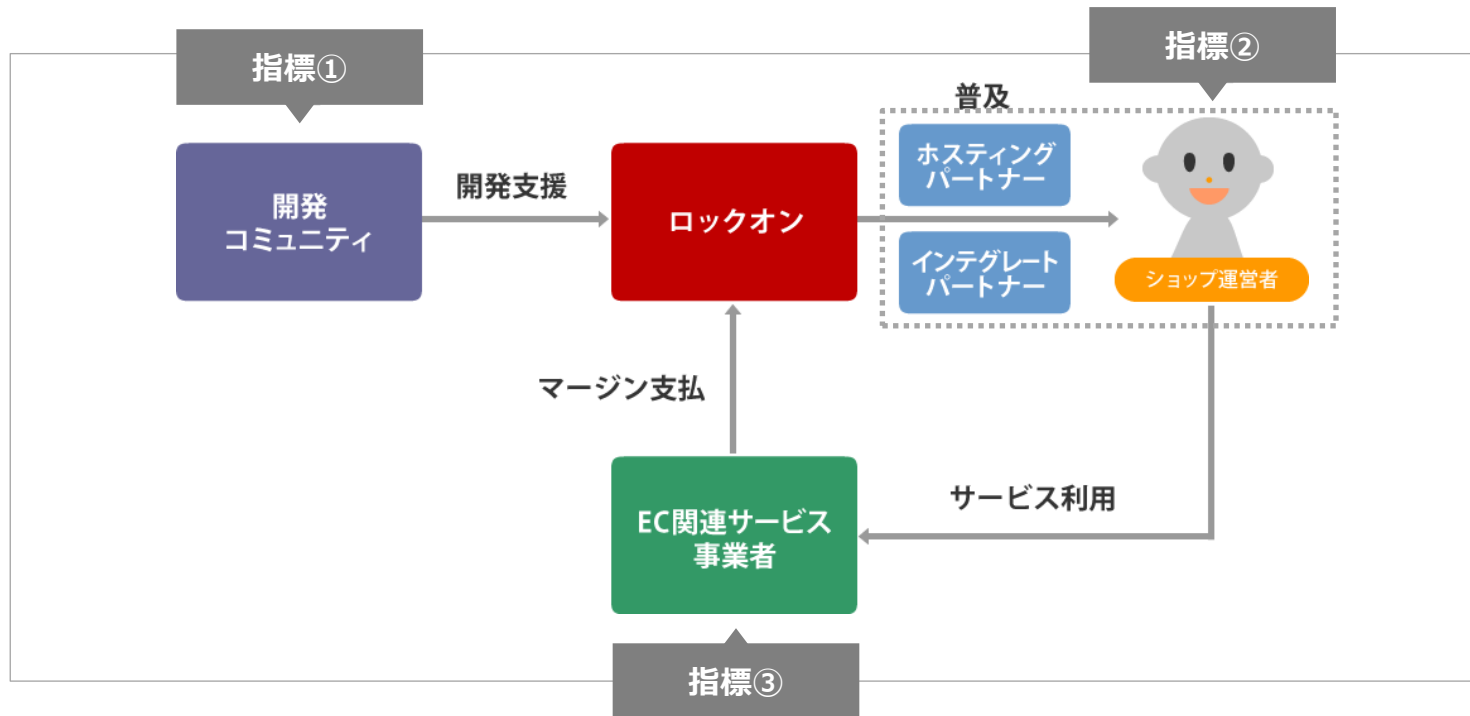 指標①
指標②
普及
開発
コミュニティ
開発支援
ロックオン
ホスティング
パートナー
インテグレート
パートナー
ショップ運営者
マージン支払
サービス利用
EC関連サービス
事業者
指標③